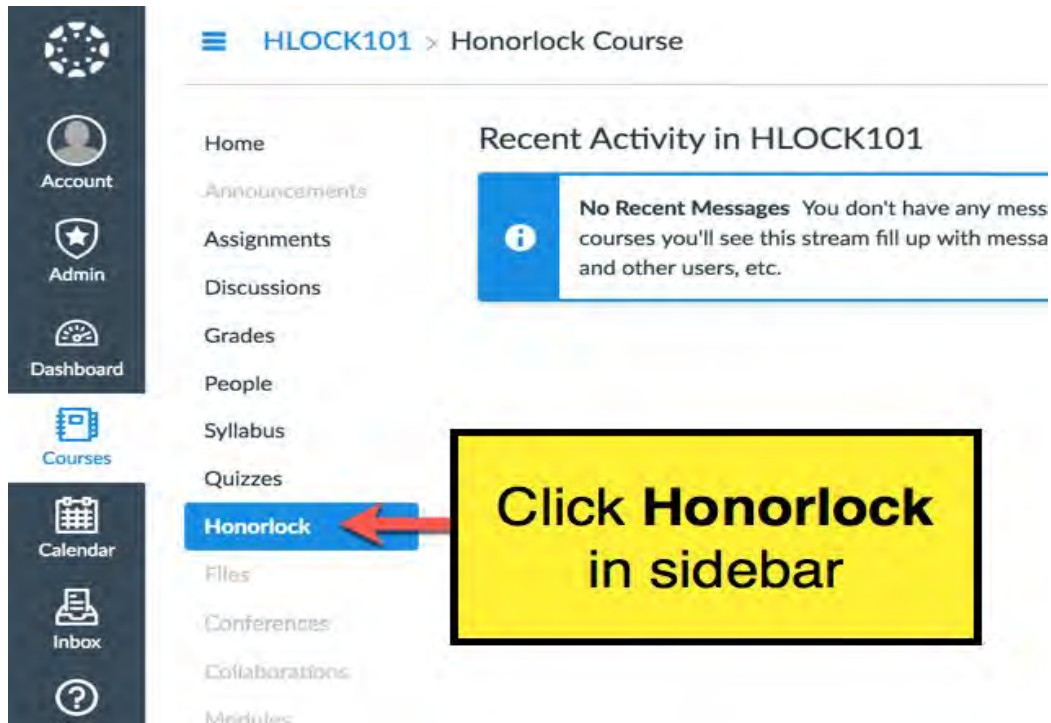 HLOCK101 > Honorlock Course
Account
Admin
Dashboard
Courses
Calendar
Inbox
Home
Announcements
Assignments
Discussions
Grades
People
Syllabus
Quizzes
Honorlock
Files
Conferences
Collaborations
Modules
Recent Activity in HLOCK101
No Recent Messages You don't have any mess
courses you'll see this stream fill up with messa
and other users, etc.
Click Honorlock
in sidebar